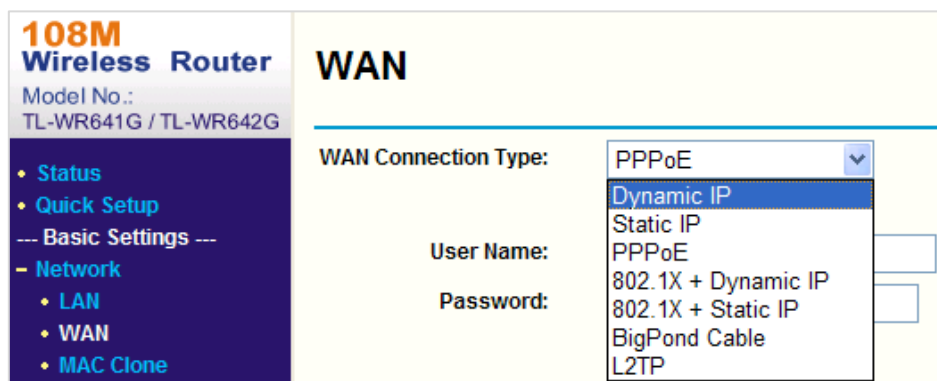 108M
Wireless Router
Model No.:
TL-WR641G / TL-WR642G
• Status
• Quick Setup
--- Basic Settings ---
– Network
• LAN
• WAN
• MAC Clone
WAN
WAN Connection Type: PPPoE
Dynamic IP
Static IP
PPPoE
802.1X + Dynamic IP
802.1X + Static IP
BigPond Cable
L2TP
User Name:
Password: